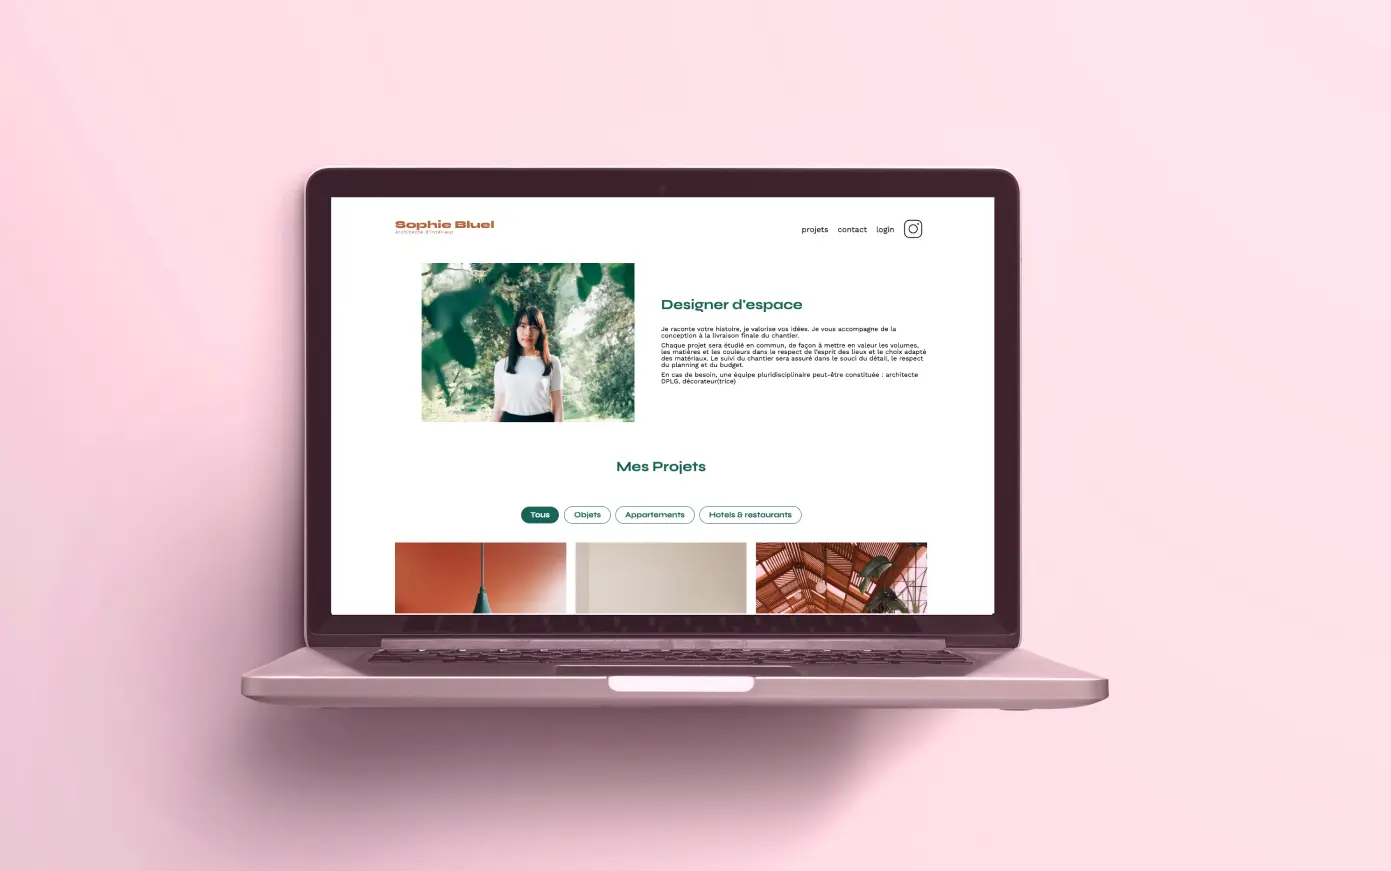 Sophie Bluel
Architecte d'intérieur
projets contact login
Designer d'espace
Je raconte votre histoire, je valorise vos idées. Je vous accompagne de la
conception à la livraison finale du chantier.
Chaque projet sera étudié en commun, de façon à mettre en valeur les volumes,
les matières et les couleurs dans le respect de l'esprit des lieux et le choix adapté
des matériaux. Le suivi du chantier sera assuré dans le souci du détail, le respect
du planning et du budget.
En cas de besoin, une équipe pluridisciplinaire peut-être constituée : architecte
DPLG, décorateur(trice)
Mes Projets
Tous Objets Appartements Hotels & restaurants